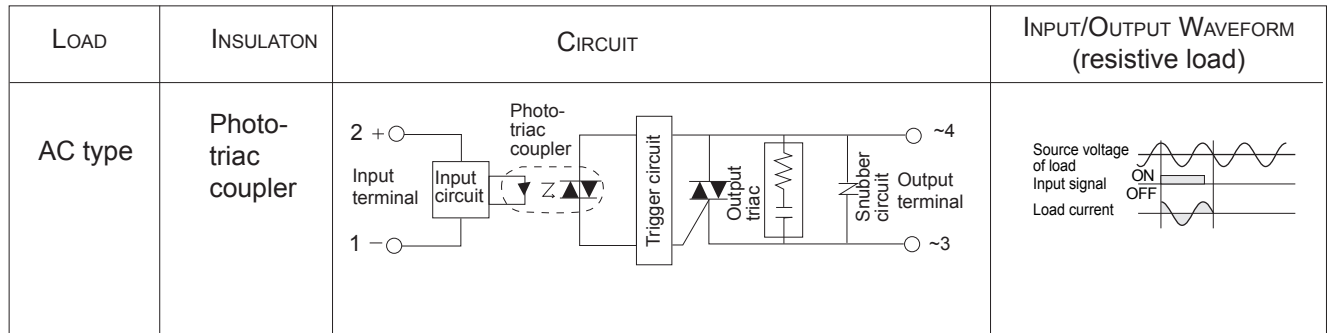 LOAD
INSULATON
CIRCUIT
INPUT/OUTPUT WAVEFORM
(resistive load)
AC type
Photo-
triac
coupler
2 +
Input
terminal
1 −
Input
circuit
Photo-
triac
coupler
Trigger circuit
Output
triac
Snubber
circuit
~4
Output
terminal
~3
Source voltage
of load
Input signal
ON
OFF
Load current